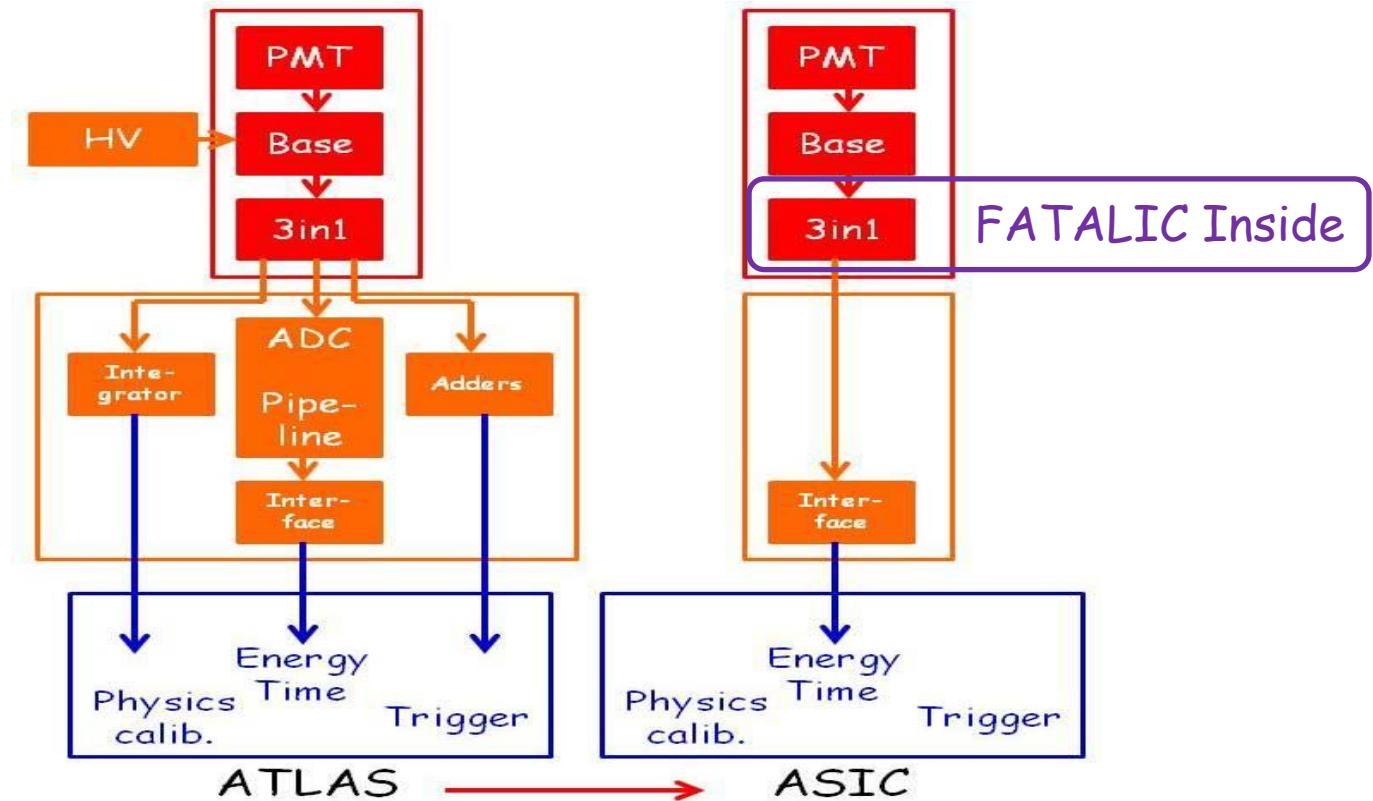 PMT
HV
Base
3in1
Inte-
grator
ADC
Pipe-
line
Adders
Inter-
face
Physics
calib.
Energy
Time
Trigger
ATLAS
PMT
Base
3in1
FATALIC Inside
Inter-
face
Physics
calib.
Energy
Time
Trigger
ASIC